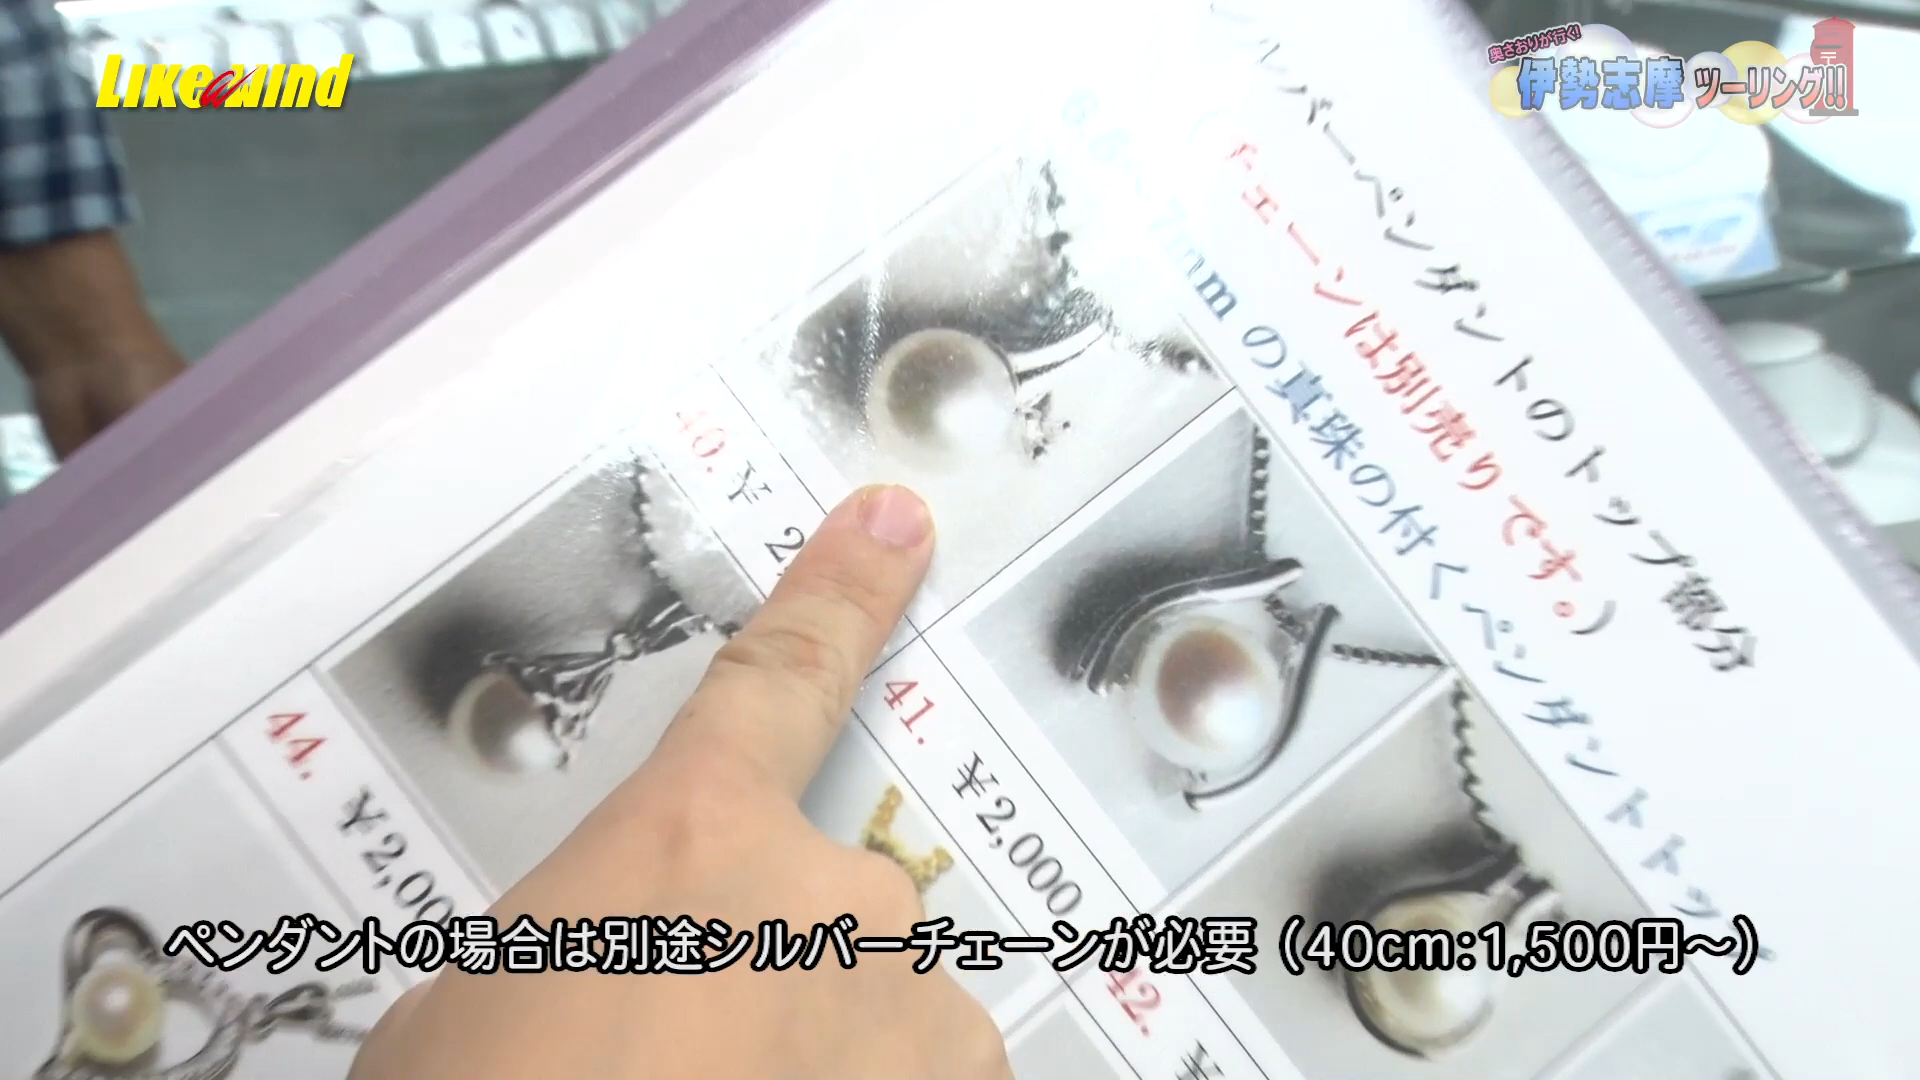 LIKE a WIND
奥さおりが行く!
伊勢志摩 ツーリング!!
シルバーペンダントのトップ部分
(チェーンは別売りです。)
mm の真珠の付くペンダントトップ
40. ¥ 2
41. ¥2,000
42. ¥
44. ¥2,00
ペンダントの場合は別途シルバーチェーンが必要（40cm:1,500円～）